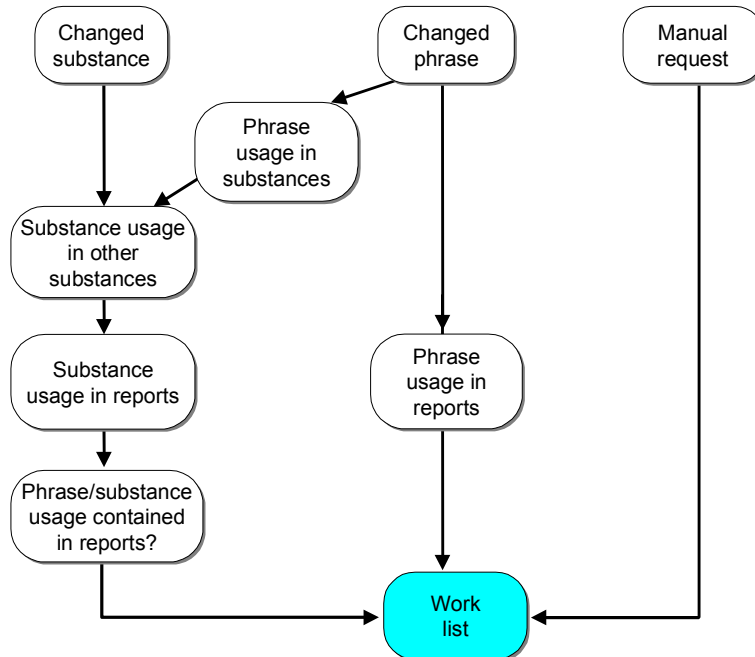 Changed
substance
Changed
phrase
Manual
request
Phrase
usage in
substances
Substance usage
in other
substances
Substance
usage in reports
Phrase
usage in
reports
Phrase/substance
usage contained
in reports?
Work
list